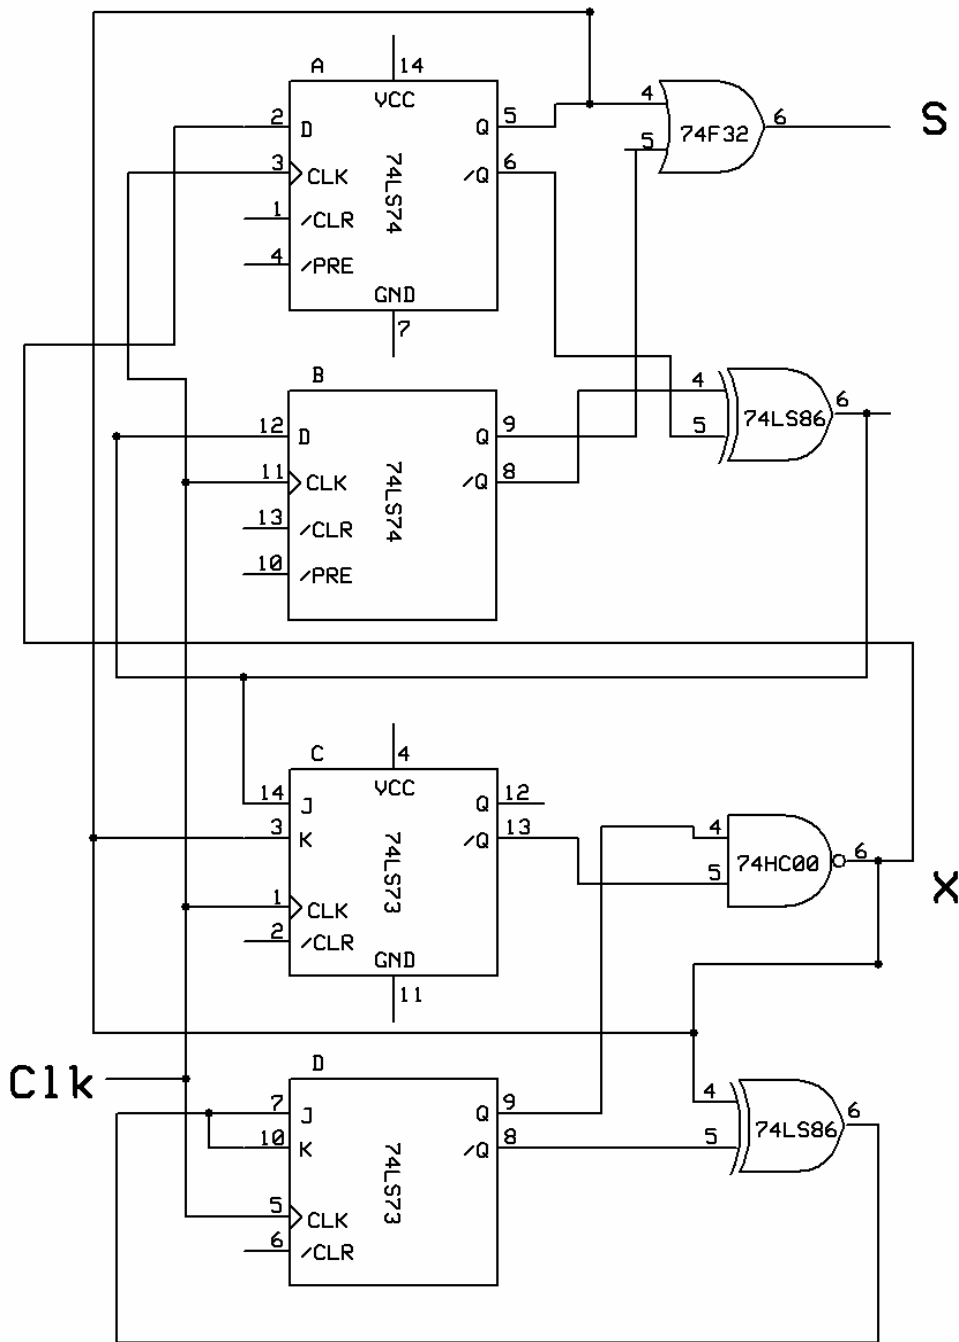 A
14
VCC
2 D
Q 5
3 CLK
/Q 6
1 /CLR
4 /PRE
74LS74
GND
7
4
5
74F32
6
S
B
12 D
Q 9
11 CLK
/Q 8
13 /CLR
10 /PRE
74LS74
4
5
74LS86
6
C
4
VCC
14 J
Q 12
3 K
/Q 13
1 CLK
2 /CLR
74LS73
GND
11
4
5
74HC00
6
X
Clk
D
7 J
Q 9
10 K
/Q 8
5 CLK
6 /CLR
74LS73
4
5
74LS86
6